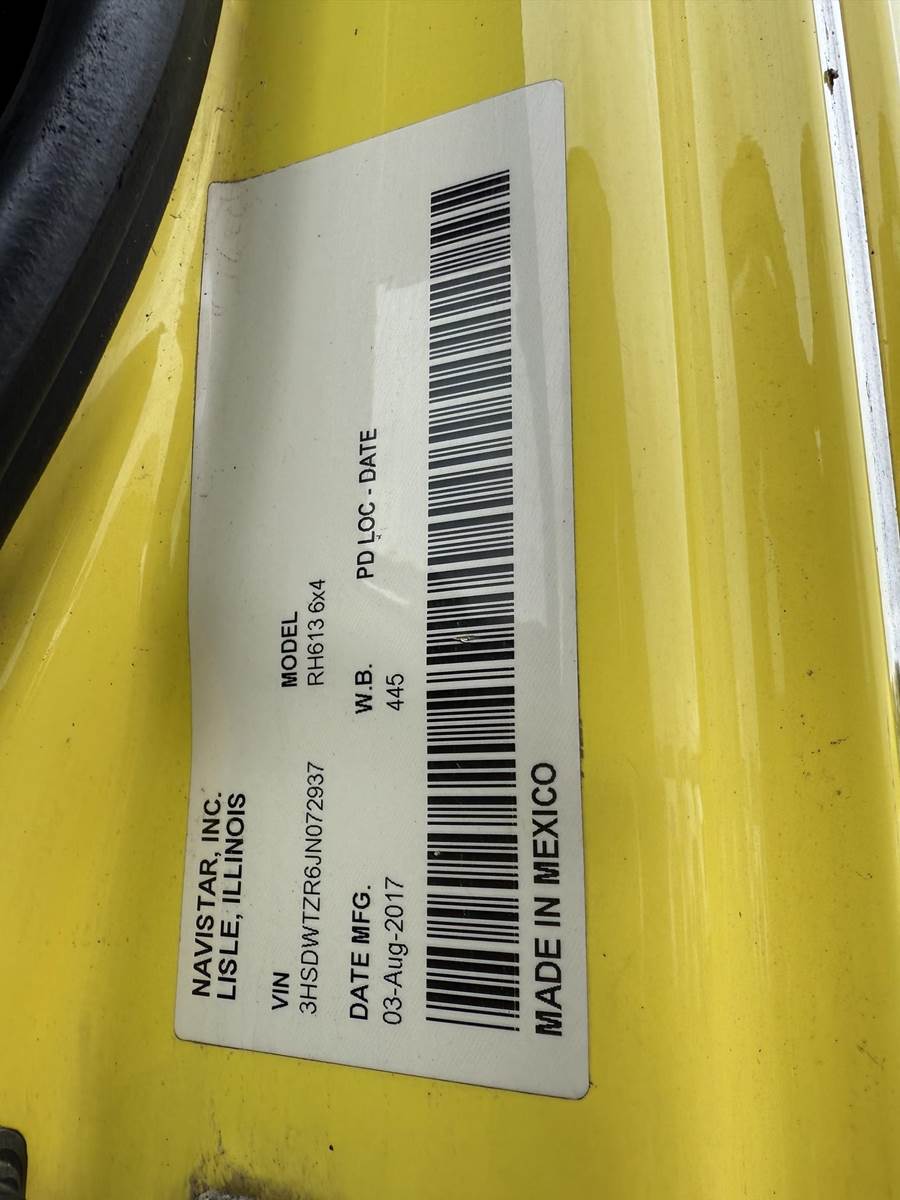 NAVISTAR, INC.
LISLE, ILLINOIS
VIN
3HSDWTZR6JN072937
MODEL
RH613 6x4
DATE MFG.
03-Aug-2017
W.B.
445
PD LOC - DATE
MADE IN MEXICO